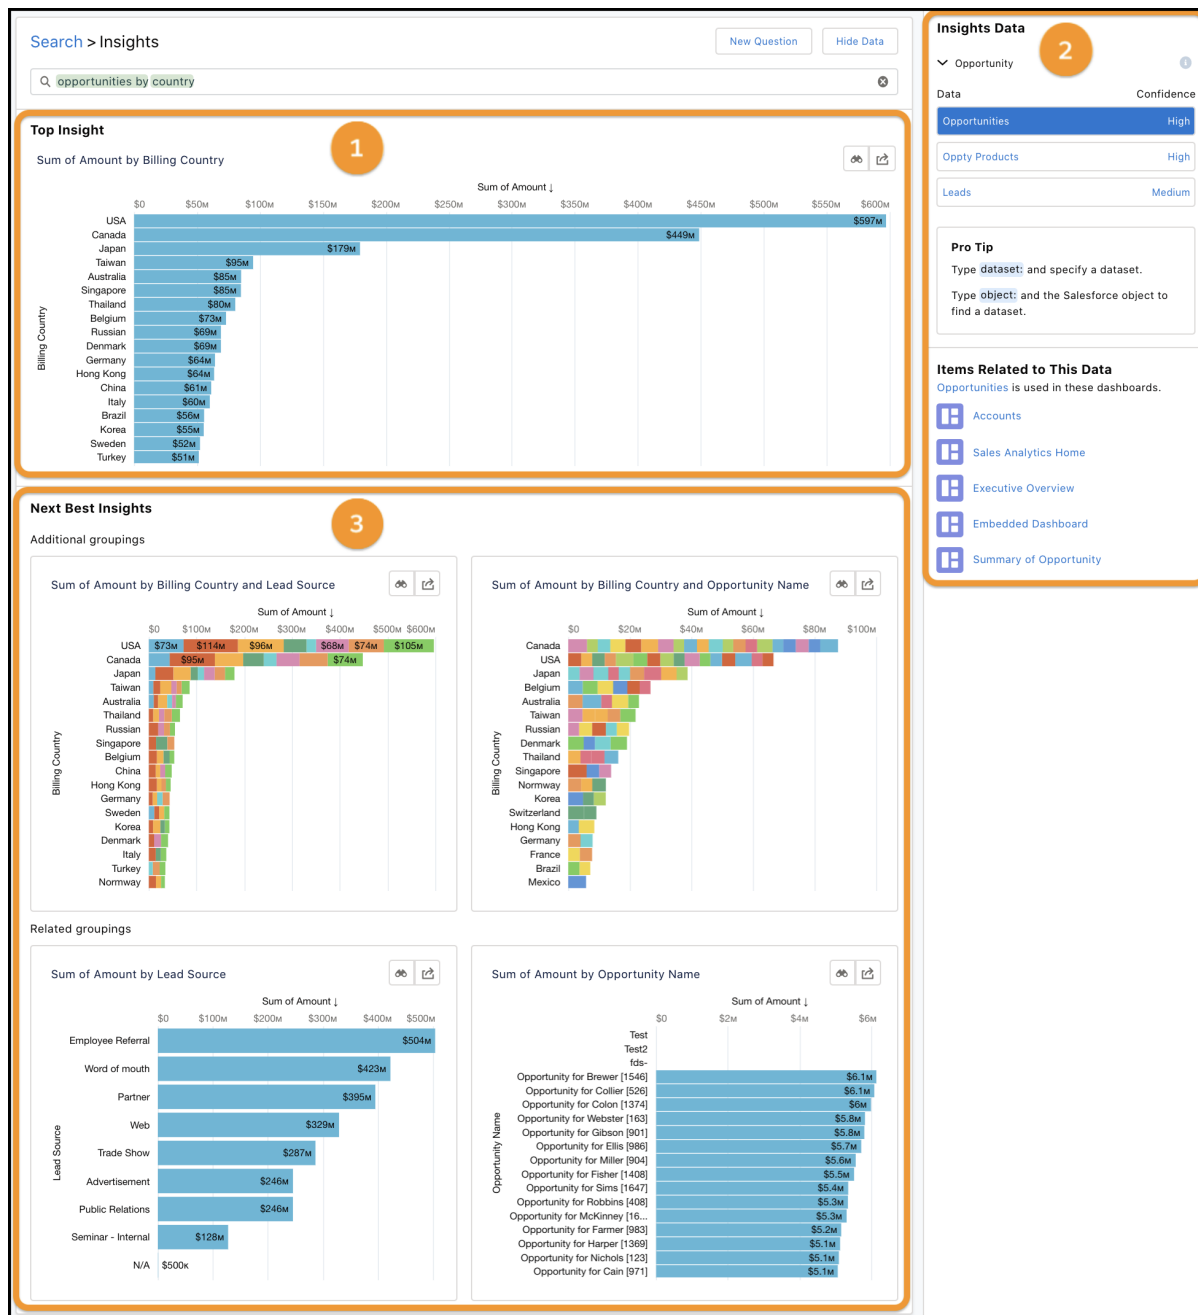 Search > Insights
New Question
Hide Data
opportunities by country
Top Insight
1
Sum of Amount by Billing Country
Sum of Amount ↓
$0 $50M $100M $150M $200M $250M $300M $350M $400M $450M $500M $550M $600M
Billing Country
USA $597M
Canada $449M
Japan $179M
Taiwan $95M
Australia $85M
Singapore $85M
Thailand $80M
Belgium $73M
Russian $69M
Denmark $69M
Germany $64M
Hong Kong $64M
China $61M
Italy $60M
Brazil $56M
Korea $55M
Sweden $52M
Turkey $51M
Insights Data
2
Opportunity
Data Confidence
Opportunities High
Oppty Products High
Leads Medium
Pro Tip
Type dataset: and specify a dataset.
Type object: and the Salesforce object to
find a dataset.
Items Related to This Data
Opportunities is used in these dashboards.
Accounts
Sales Analytics Home
Executive Overview
Embedded Dashboard
Summary of Opportunity
Next Best Insights
3
Additional groupings
Sum of Amount by Billing Country and Lead Source
Sum of Amount ↓
$0 $100M $200M $300M $400M $500M $600M
Billing Country
USA $73M $114M $96M $68M $74M $105M
Canada $95M $74M
Japan
Taiwan
Australia
Thailand
Russian
Singapore
Belgium
China
Hong Kong
Germany
Sweden
Korea
Denmark
Italy
Turkey
Normway
Sum of Amount by Billing Country and Opportunity Name
Sum of Amount ↓
$0 $20M $40M $60M $80M $100M
Billing Country
Canada
USA
Japan
Belgium
Australia
Taiwan
Russian
Denmark
Thailand
Singapore
Normway
Korea
Switzerland
Hong Kong
Germany
France
Brazil
Mexico
Related groupings
Sum of Amount by Lead Source
Sum of Amount ↓
$0 $100M $200M $300M $400M $500M
Lead Source
Employee Referral $504M
Word of mouth $423M
Partner $395M
Web $329M
Trade Show $287M
Advertisement $246M
Public Relations $246M
Seminar - Internal $128M
N/A $500K
Sum of Amount by Opportunity Name
Sum of Amount ↓
$0 $2M $4M $6M
Opportunity Name
Test
Test2
fds-
Opportunity for Brewer [1546] $6.1M
Opportunity for Collier [526] $6.1M
Opportunity for Colon [1374] $6M
Opportunity for Webster [163] $5.8M
Opportunity for Gibson [901] $5.8M
Opportunity for Ellis [986] $5.7M
Opportunity for Miller [904] $5.6M
Opportunity for Fisher [1408] $5.5M
Opportunity for Sims [1647] $5.4M
Opportunity for Robbins [408] $5.3M
Opportunity for McKinney [16... $5.3M
Opportunity for Farmer [983] $5.2M
Opportunity for Harper [1369] $5.1M
Opportunity for Nichols [123] $5.1M
Opportunity for Cain [971] $5.1M